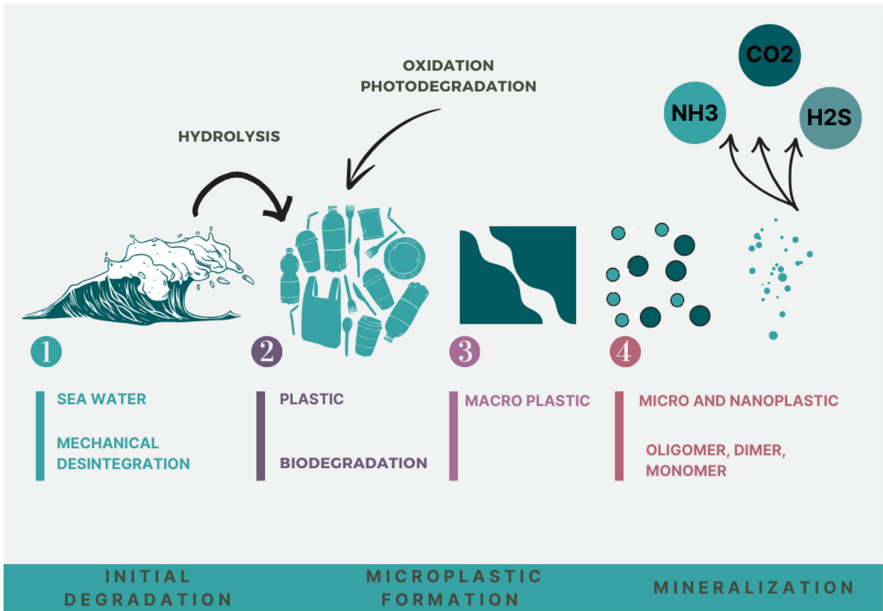 OXIDATION
PHOTODEGRADATION
HYDROLYSIS
CO2
NH3
H2S
1
SEA WATER
MECHANICAL
DESINTEGRATION
2
PLASTIC
BIODEGRADATION
3
MACRO PLASTIC
4
MICRO AND NANOPLASTIC
OLIGOMER, DIMER,
MONOMER
INITIAL
DEGRADATION
MICROPLASTIC
FORMATION
MINERALIZATION